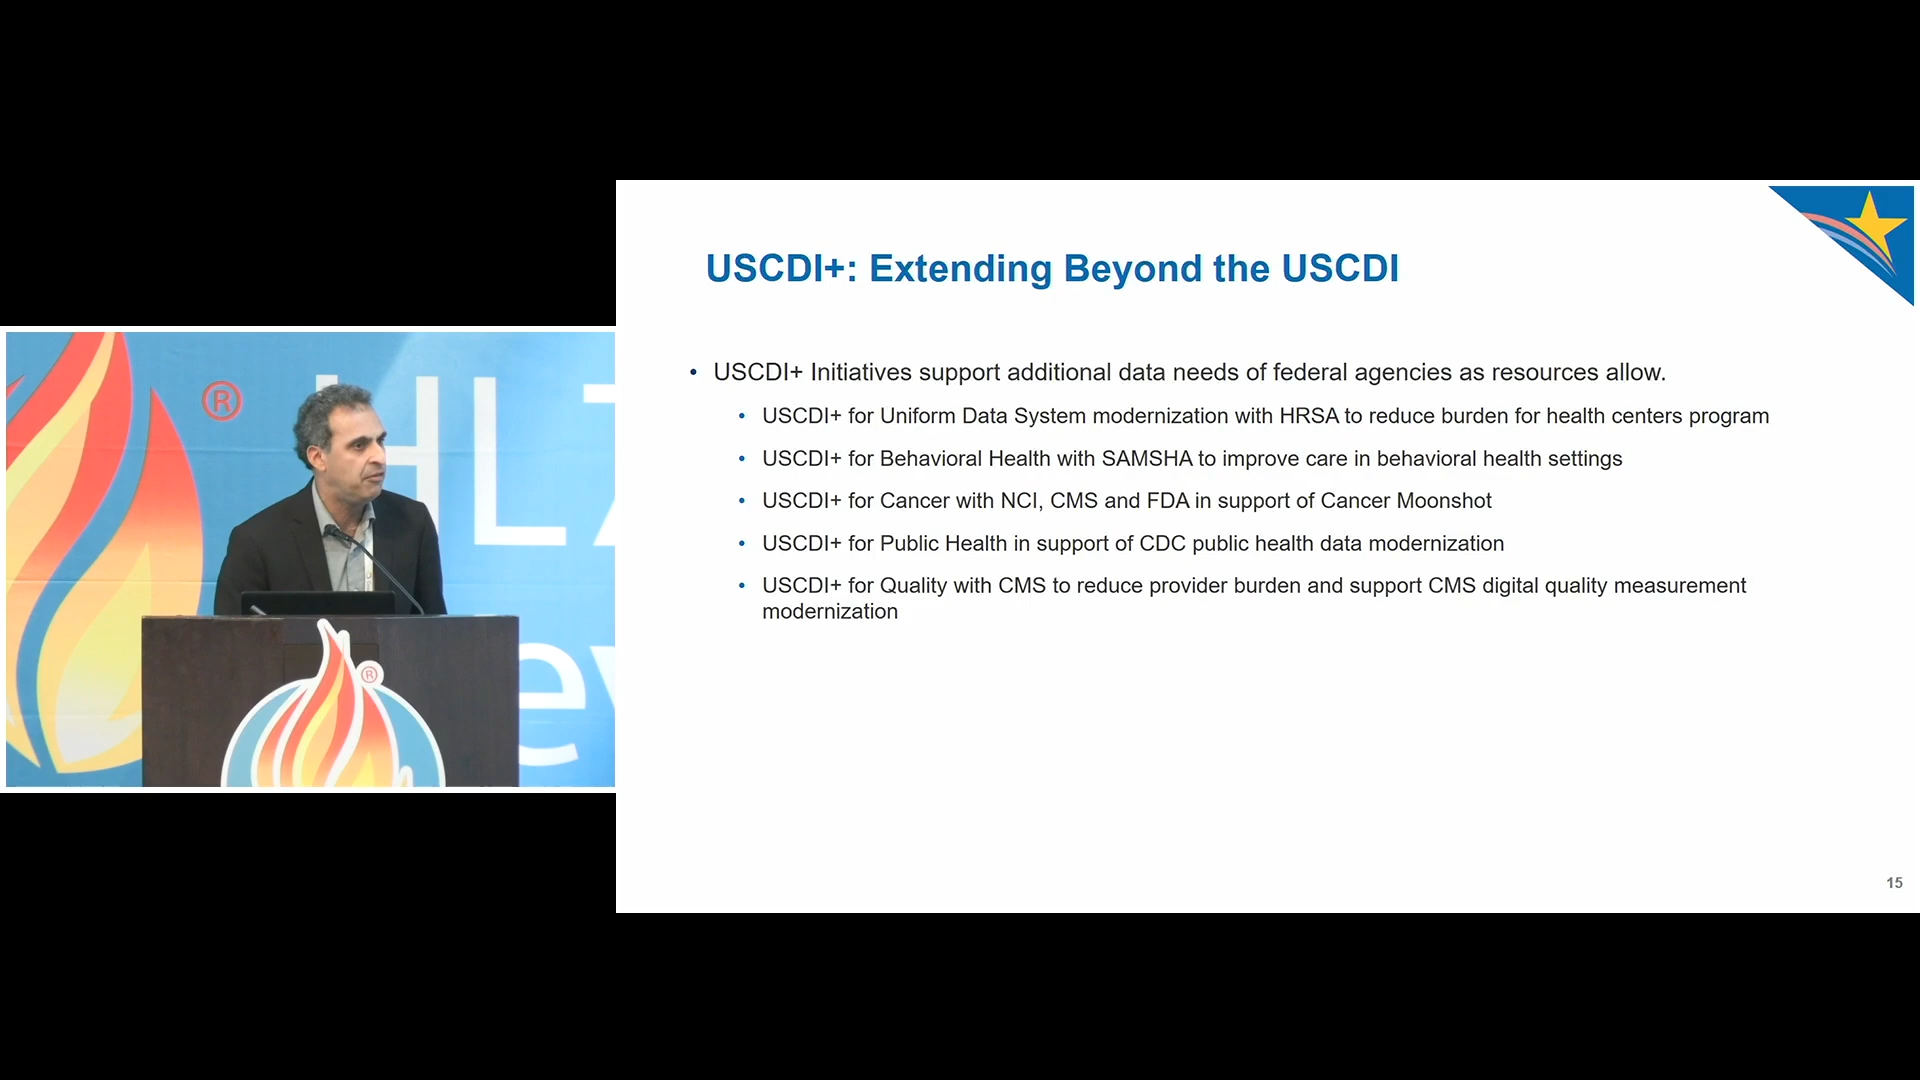 ®
HL7
ev
®
USCDI+: Extending Beyond the USCDI
• USCDI+ Initiatives support additional data needs of federal agencies as resources allow.
• USCDI+ for Uniform Data System modernization with HRSA to reduce burden for health centers program
• USCDI+ for Behavioral Health with SAMSHA to improve care in behavioral health settings
• USCDI+ for Cancer with NCI, CMS and FDA in support of Cancer Moonshot
• USCDI+ for Public Health in support of CDC public health data modernization
• USCDI+ for Quality with CMS to reduce provider burden and support CMS digital quality measurement
modernization
15